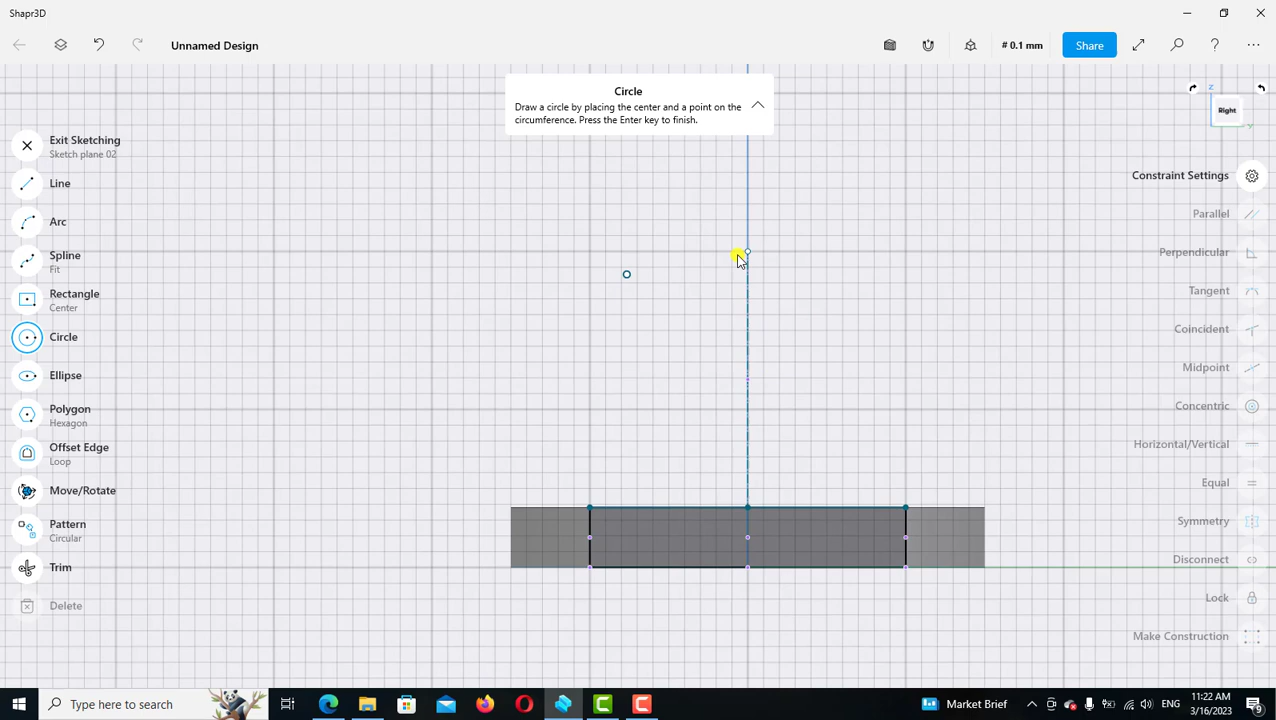 Shapr3D
Unnamed Design
# 0.1 mm
Share
Circle
Draw a circle by placing the center and a point on the
circumference. Press the Enter key to finish.
Z
Right
Y
Exit Sketching
Sketch plane 02
Line
Arc
Spline
Fit
Rectangle
Center
Circle
Ellipse
Polygon
Hexagon
Offset Edge
Loop
Move/Rotate
Pattern
Circular
Trim
Delete
Constraint Settings
Parallel
Perpendicular
Tangent
Coincident
Midpoint
Concentric
Horizontal/Vertical
Equal
Symmetry
Disconnect
Lock
Make Construction
Type here to search
Market Brief
ENG
11:22 AM
3/16/2023